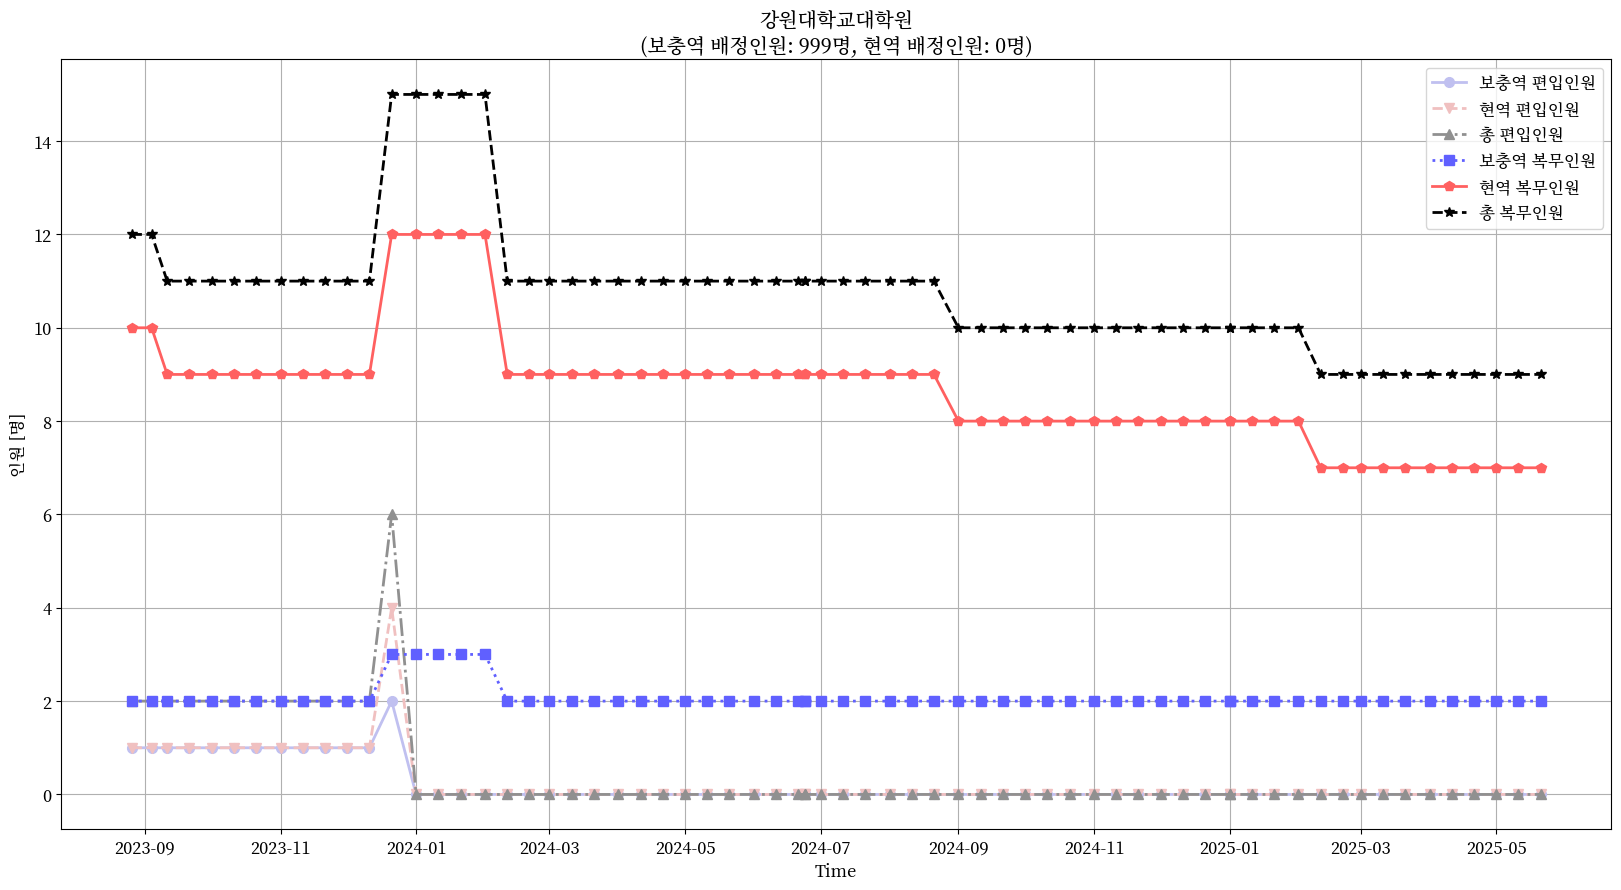 강원대학교대학원
(보충역 배정인원: 999명, 현역 배정인원: 0명)
보충역 편입인원
현역 편입인원
총 편입인원
보충역 복무인원
현역 복무인원
총 복무인원
인원 [명]
14
12
10
8
6
4
2
0
2023-09
2023-11
2024-01
2024-03
2024-05
2024-07
2024-09
2024-11
2025-01
2025-03
2025-05
Time